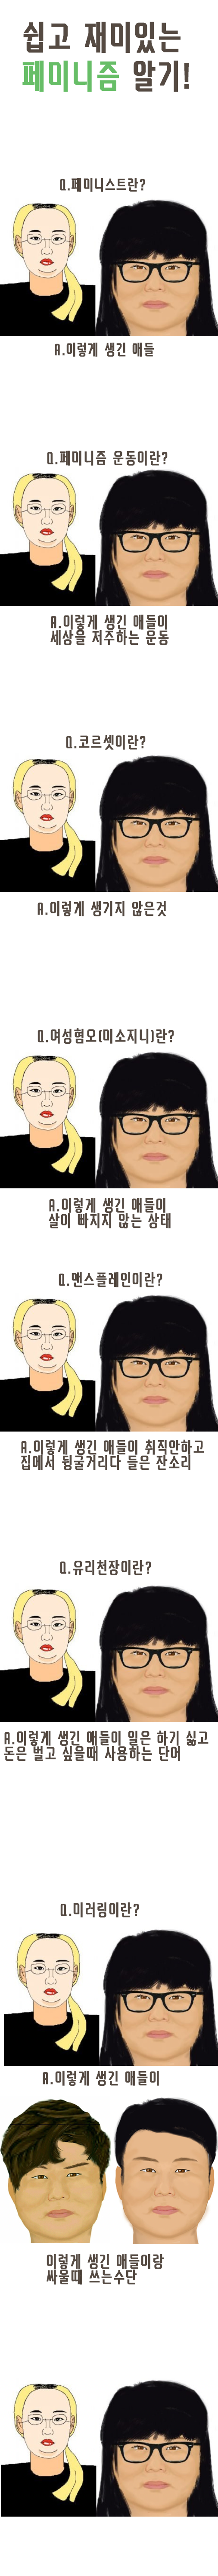 쉽고 재미있는
페미니즘 알기!
Q.페미니스트란?
A.이렇게 생긴 애들
Q.페미니즘 운동이란?
A.이렇게 생긴 애들이
세상을 저주하는 운동
Q.코르셋이란?
A.이렇게 생기지 않은것
Q.여성혐오(미소지니)란?
A.이렇게 생긴 애들이
살이 빠지지 않는 상태
Q.맨스플레인이란?
A.이렇게 생긴 애들이 취직안하고
집에서 뒹굴거리다 들은 잔소리
Q.유리천장이란?
A.이렇게 생긴 애들이 일은 하기 싫고
돈은 벌고 싶을때 사용하는 단어
Q.미러링이란?
A.이렇게 생긴 애들이
이렇게 생긴 애들이랑
싸울때 쓰는수단